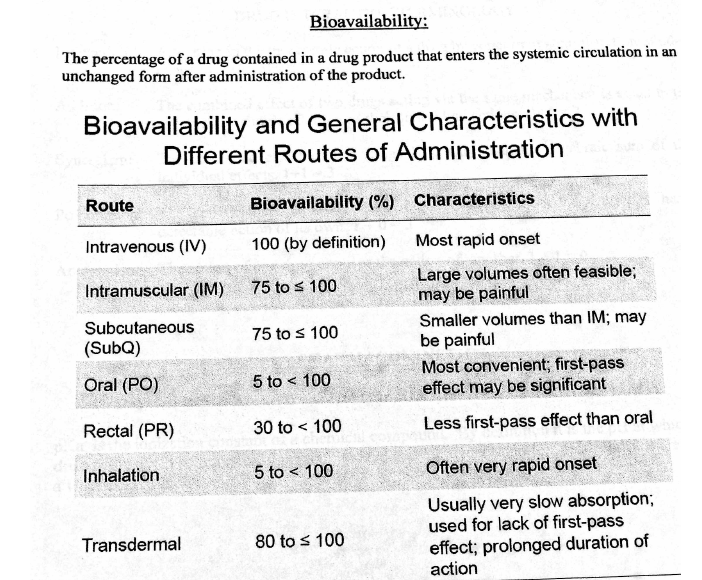 Bioavailability:
The percentage of a drug contained in a drug product that enters the systemic circulation in an
unchanged form after administration of the product.
Bioavailability and General Characteristics with
Different Routes of Administration
Route Bioavailability (%) Characteristics
Intravenous (IV) 100 (by definition) Most rapid onset
Intramuscular (IM) 75 to ≤ 100 Large volumes often feasible;
may be painful
Subcutaneous
(SubQ) 75 to ≤ 100 Smaller volumes than IM; may
be painful
Oral (PO) 5 to < 100 Most convenient; first-pass
effect may be significant
Rectal (PR) 30 to < 100 Less first-pass effect than oral
Inhalation 5 to < 100 Often very rapid onset
Transdermal 80 to ≤ 100 Usually very slow absorption;
used for lack of first-pass
effect; prolonged duration of
action